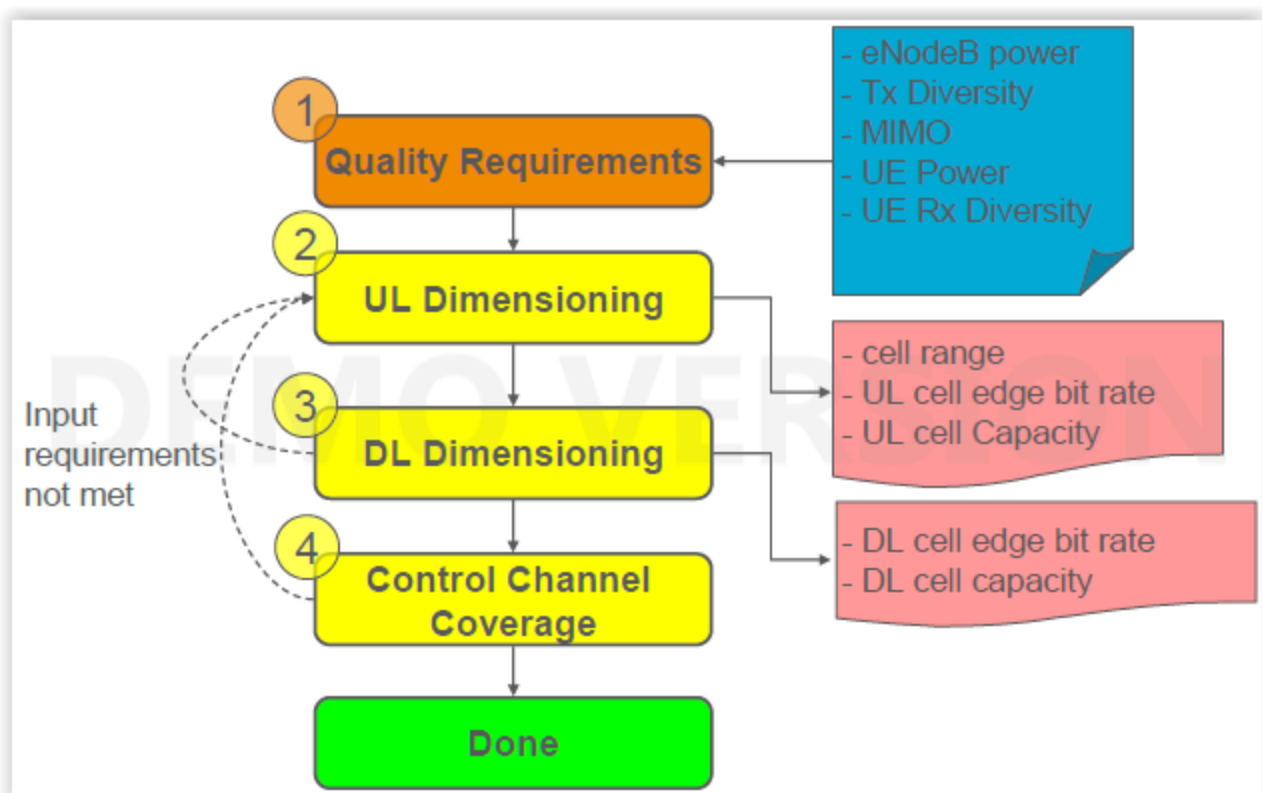 - eNodeB power
- Tx Diversity
- MIMO
- UE Power
- UE Rx Diversity
1
Quality Requirements
2
UL Dimensioning
- cell range
- UL cell edge bit rate
- UL cell Capacity
DEMO VERSION
Input
requirements
not met
3
DL Dimensioning
- DL cell edge bit rate
- DL cell capacity
4
Control Channel
Coverage
Done